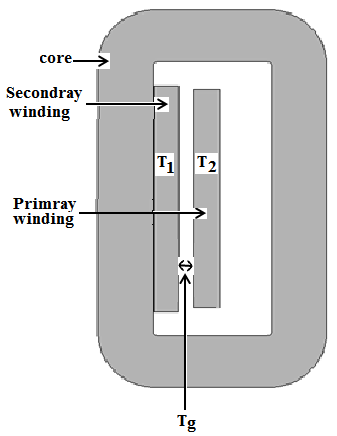 core
Secondray
winding
T1
T2
Primray
winding
Tg